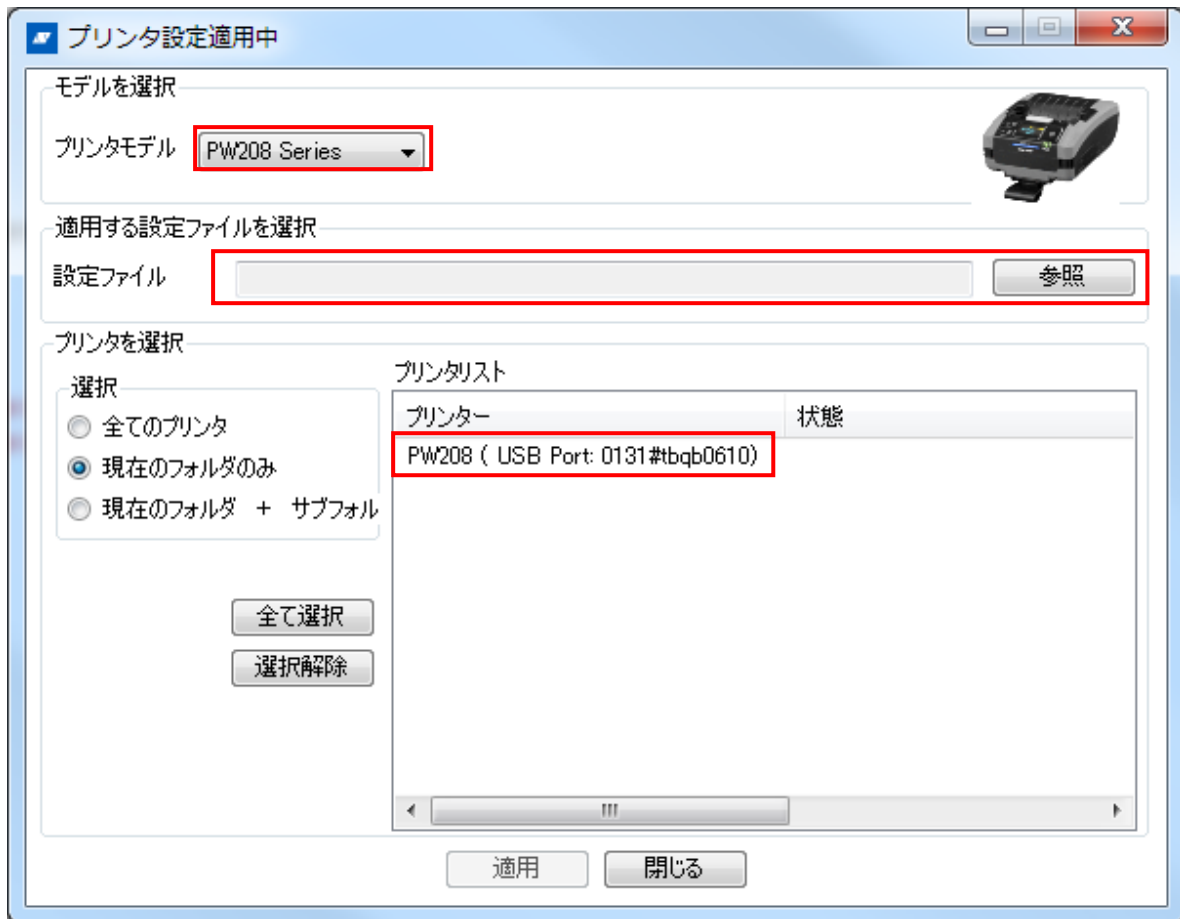 プリンタ設定適用中
モデルを選択
プリンタモデル PW208 Series
適用する設定ファイルを選択
設定ファイル 参照
プリンタを選択
選択
全てのプリンタ
現在のフォルダのみ
現在のフォルダ + サブフォル
全て選択
選択解除
プリンタリスト
プリンター 状態
PW208 ( USB Port: 0131#tbqb0610)
適用 閉じる